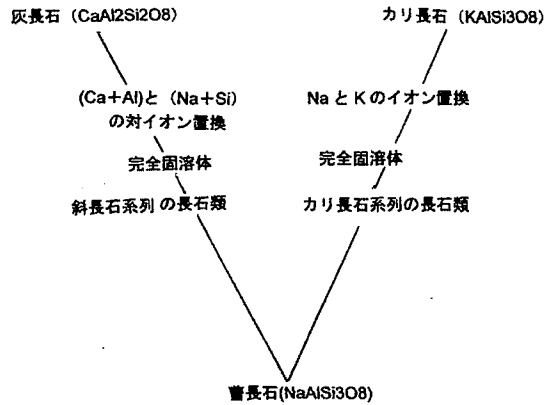 灰長石（CaAl2Si2O8）
カリ長石（KAlSi3O8）
(Ca＋Al)と（Na＋Si）
の対イオン置換
NaとKのイオン置換
完全固溶体
完全固溶体
斜長石系列の長石類
カリ長石系列の長石類
曹長石(NaAlSi3O8)